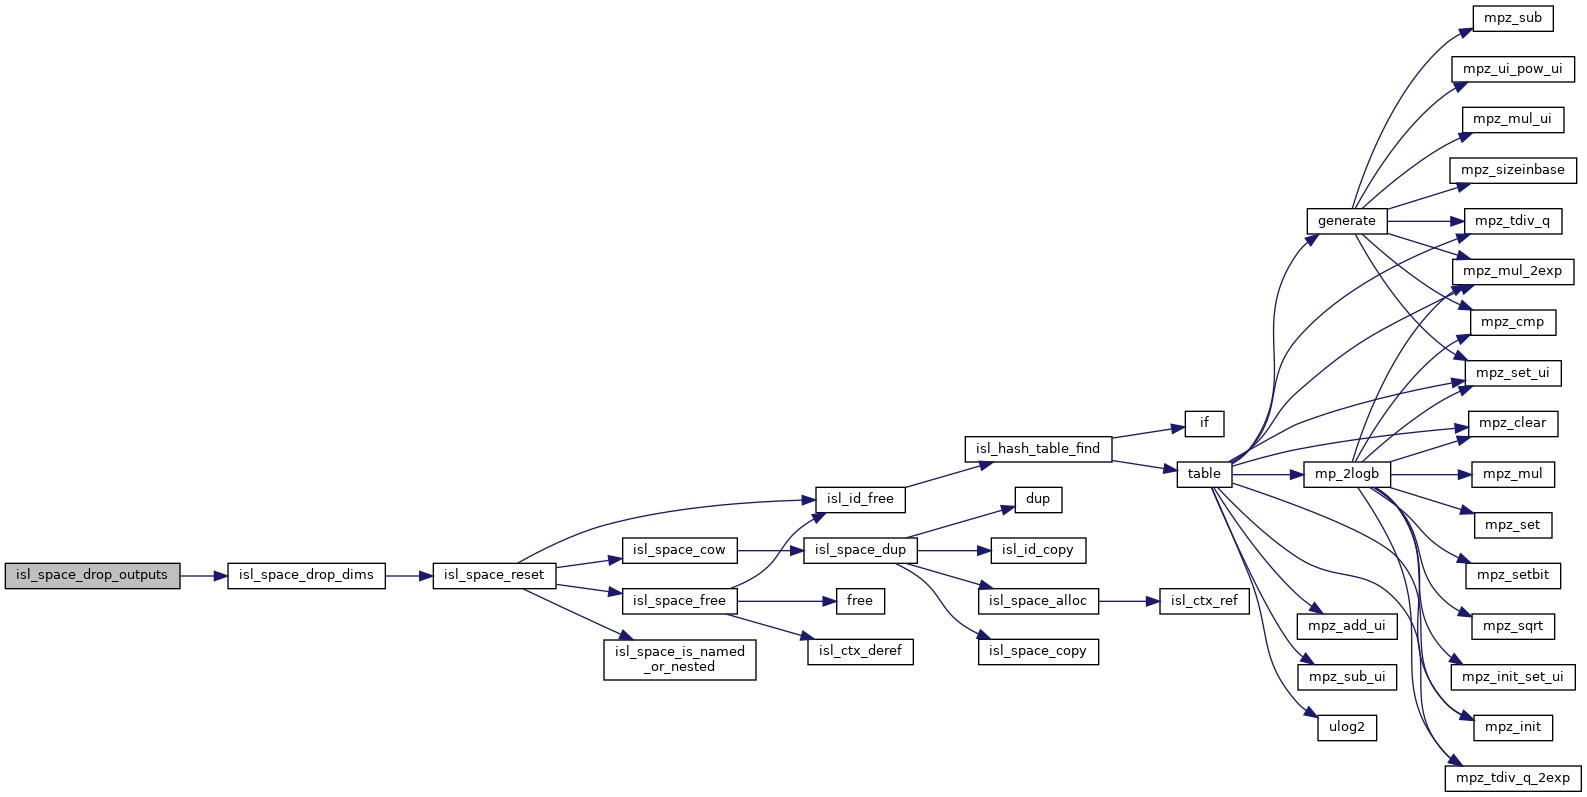 mpz_sub
mpz_ui_pow_ui
mpz_mul_ui
mpz_sizeinbase
generate
mpz_tdiv_q
mpz_mul_2exp
mpz_cmp
mpz_set_ui
if
mpz_clear
isl_hash_table_find
table
mp_2logb
mpz_mul
isl_id_free
dup
mpz_set
isl_space_cow
isl_space_dup
isl_id_copy
isl_space_drop_outputs
isl_space_drop_dims
isl_space_reset
mpz_setbit
isl_space_free
free
isl_space_alloc
isl_ctx_ref
mpz_add_ui
mpz_sqrt
isl_space_is_named
_or_nested
isl_ctx_deref
isl_space_copy
mpz_sub_ui
mpz_init_set_ui
ulog2
mpz_init
mpz_tdiv_q_2exp